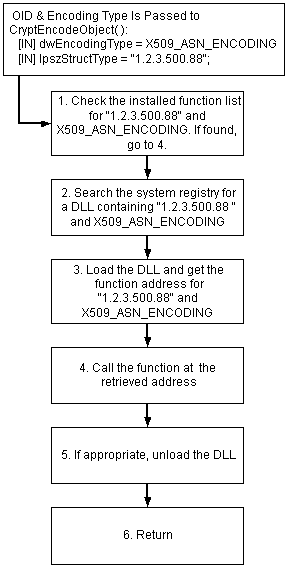 OID & Encoding Type Is Passed to
CryptEncodeObject( ):
[IN] dwEncodingType = X509_ASN_ENCODING
[IN] lpszStructType = "1.2.3.500.88";
1. Check the installed function list
for "1.2.3.500.88" and
X509_ASN_ENCODING. If found,
go to 4.
2. Search the system registry for
a DLL containing "1.2.3.500.88 "
and X509_ASN_ENCODING
3. Load the DLL and get the
function address for
"1.2.3.500.88" and
X509_ASN_ENCODING
4. Call the function at the
retrieved address
5. If appropriate, unload the DLL
6. Return